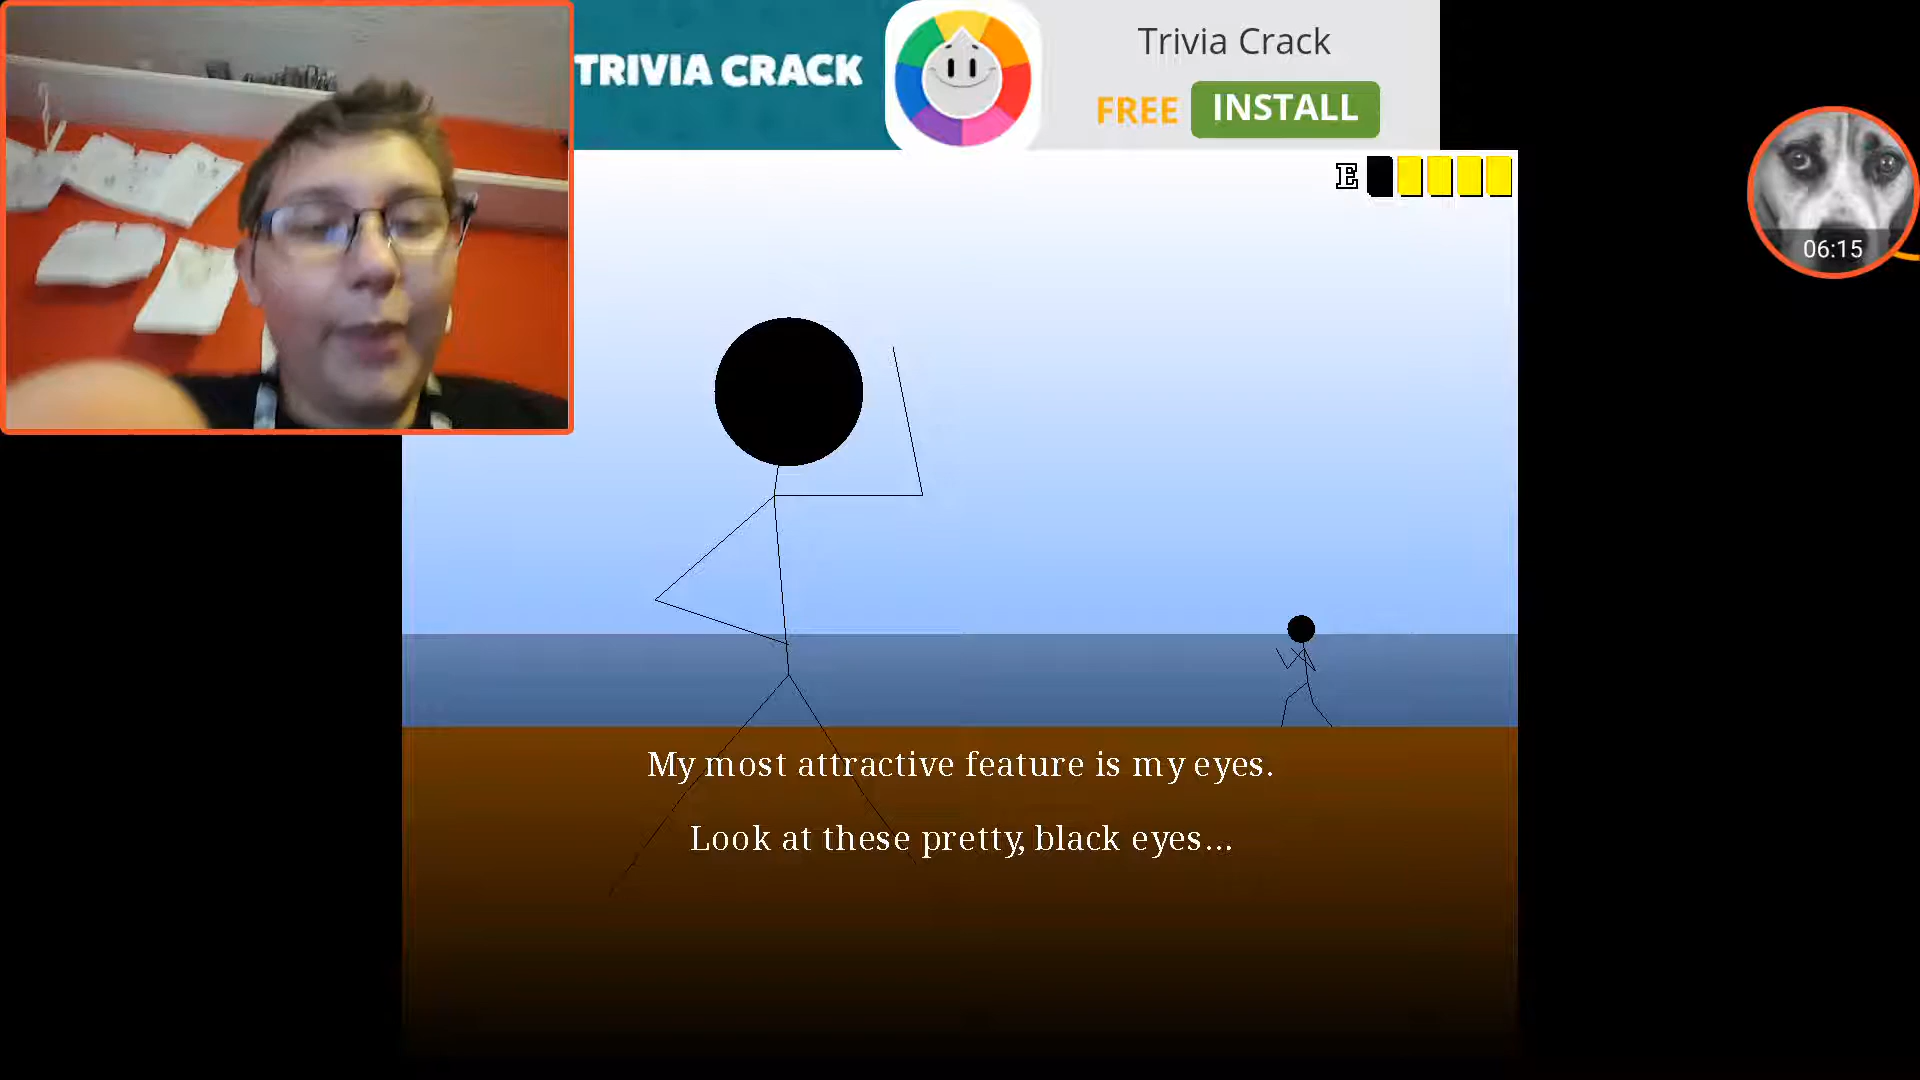 TRIVIA CRACK
Trivia Crack
FREE INSTALL
E
06:15
My most attractive feature is my eyes.
Look at these pretty, black eyes...